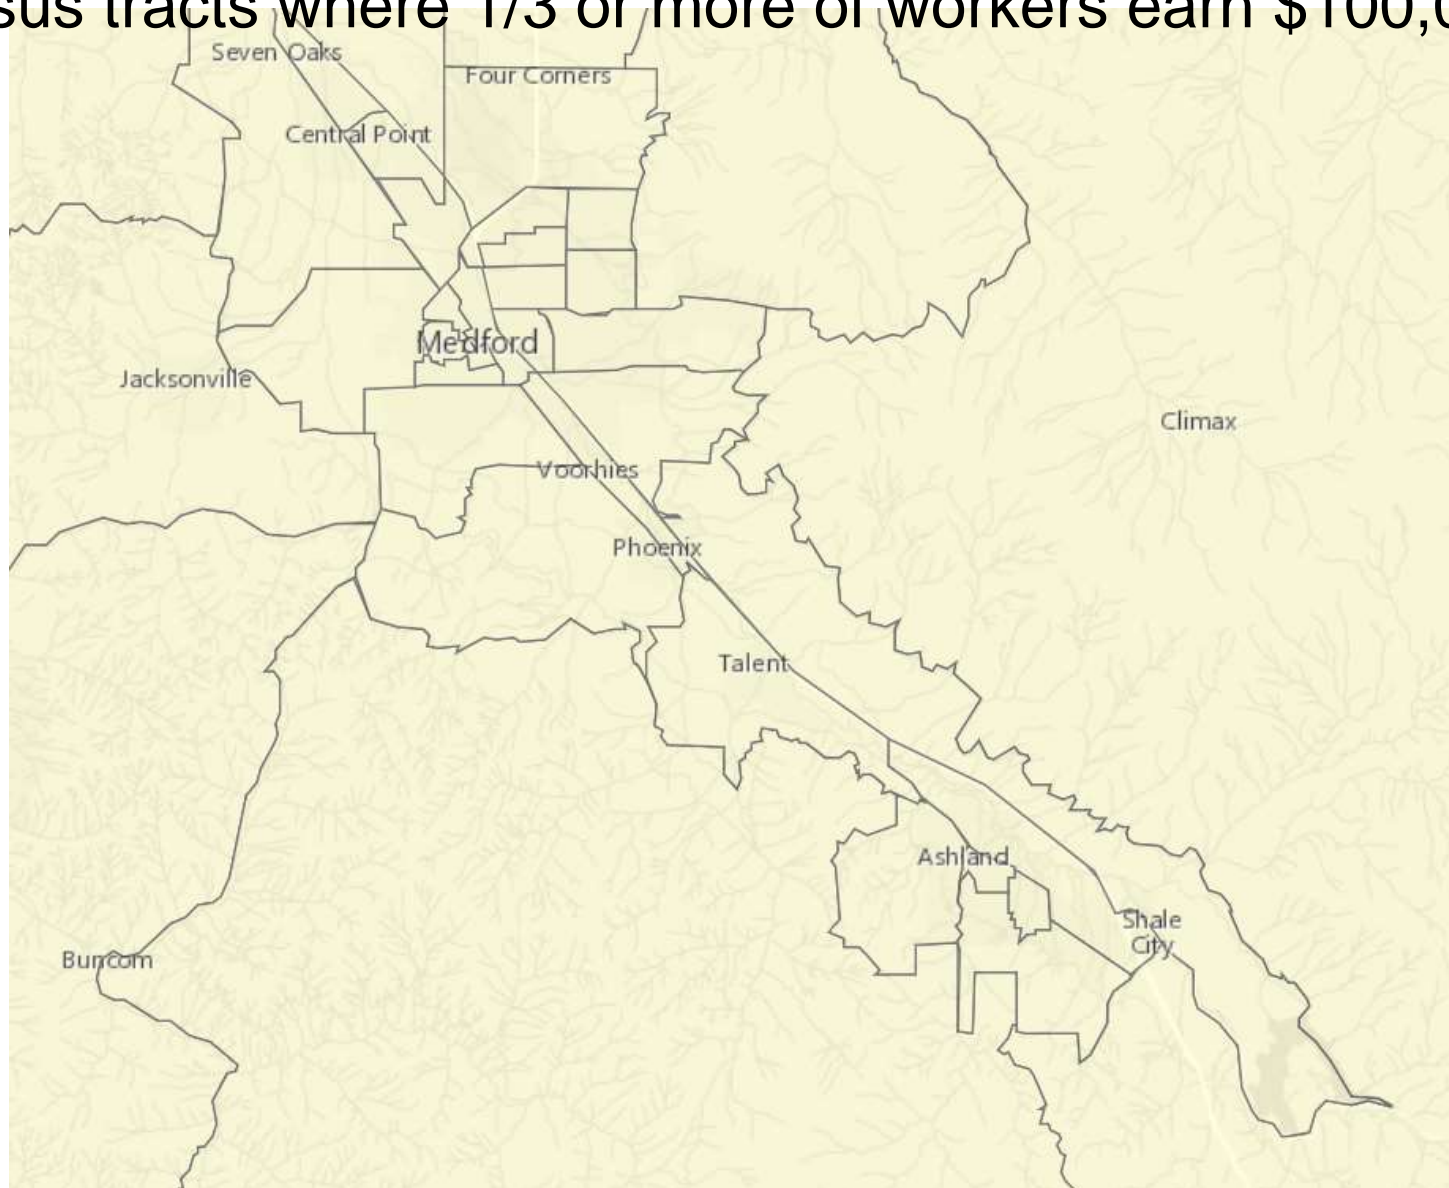 sus tracts where 1/3 or more of workers earn $100,0
Seven Oaks
Four Corners
Central Point
Medford
Jacksonville
Climax
Voorhies
Phoenix
Talent
Ashland
Shale
City
Buncom